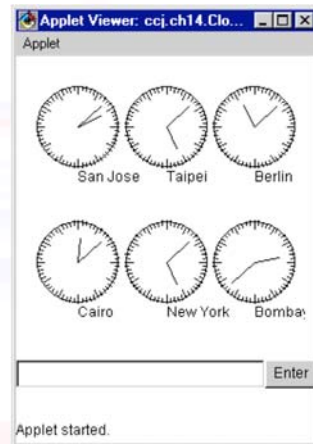 Applet Viewer: ccj.ch14.Clo...
Applet
San Jose Taipei Berlin
Cairo New York Bombay
Enter
Applet started.